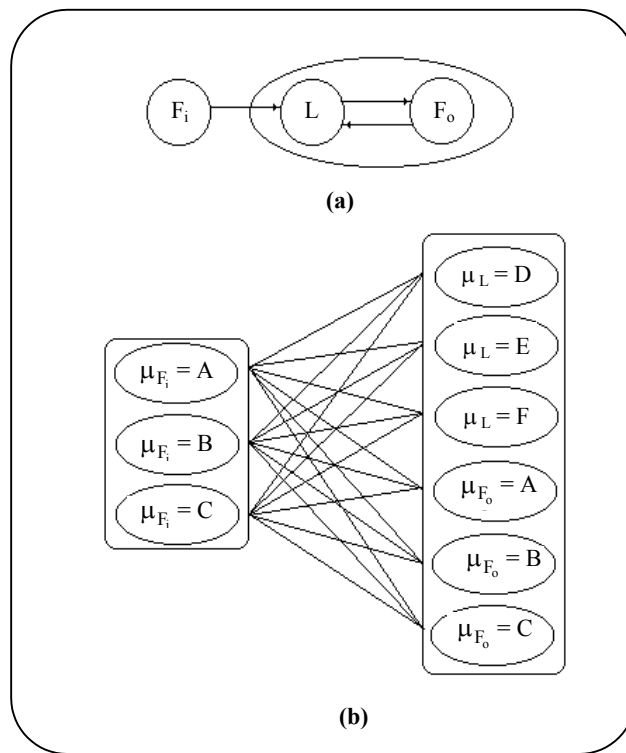 Fi L Fo
(a)
μL = D
μL = E
μFi = A
μL = F
μFi = B
μFo = A
μFi = C
μFo = B
μFo = C
(b)